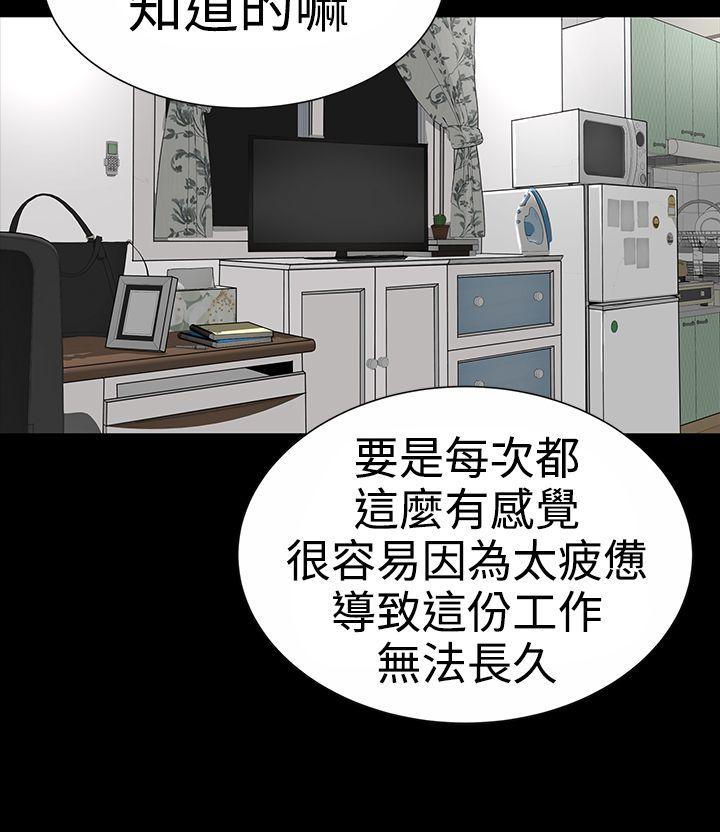 知道的嘛
要是每次都
這麼有感覺
很容易因為太疲憊
導致這份工作
無法長久